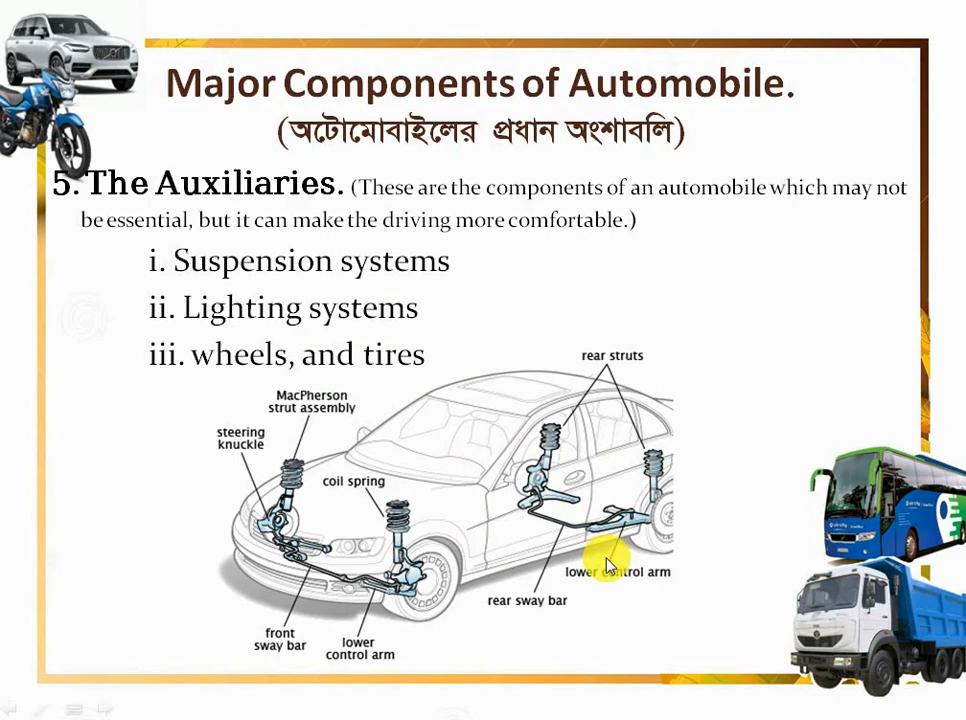 Major Components of Automobile.
(অটোমোবাইলের প্রধান অংশাবলি)
5. The Auxiliaries. (These are the components of an automobile which may not
be essential, but it can make the driving more comfortable.)
i. Suspension systems
ii. Lighting systems
iii. wheels, and tires
rear struts
MacPherson
strut assembly
steering
knuckle
coil spring
lower control arm
rear sway bar
front
sway bar
lower
control arm